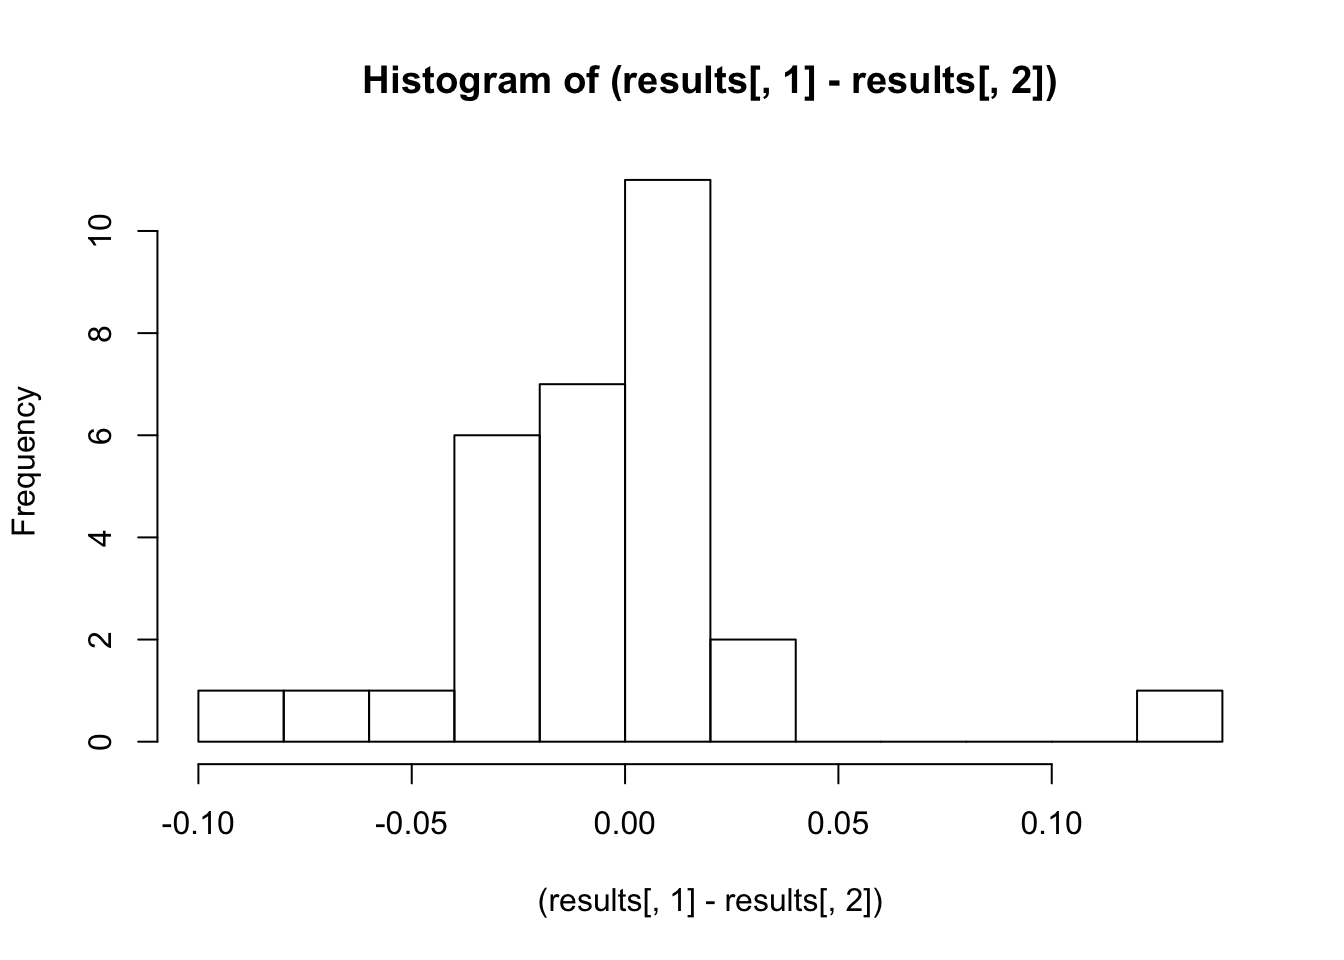 Histogram of (results[, 1] - results[, 2])
Frequency
10
8
6
4
2
0
-0.10 -0.05 0.00 0.05 0.10
(results[, 1] - results[, 2])